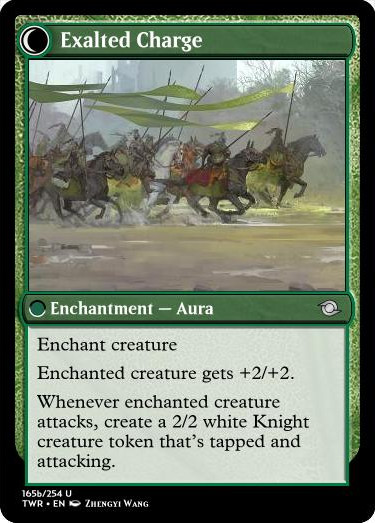 Exalted Charge
Enchantment — Aura
Enchant creature
Enchanted creature gets +2/+2.
Whenever enchanted creature
attacks, create a 2/2 white Knight
creature token that's tapped and
attacking.
165b/254 U
TWR • EN Zhengyi Wang